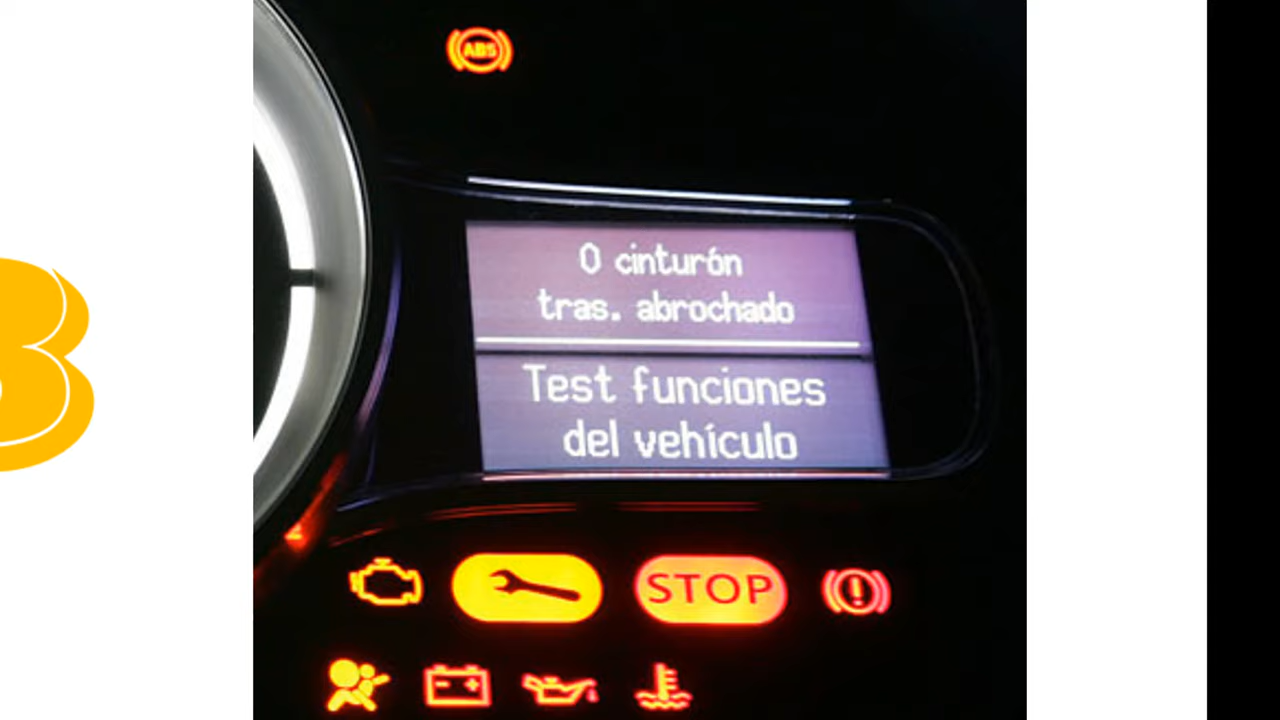 ABS
0 cinturón
tras. abrochado
Test funciones
del vehículo
STOP